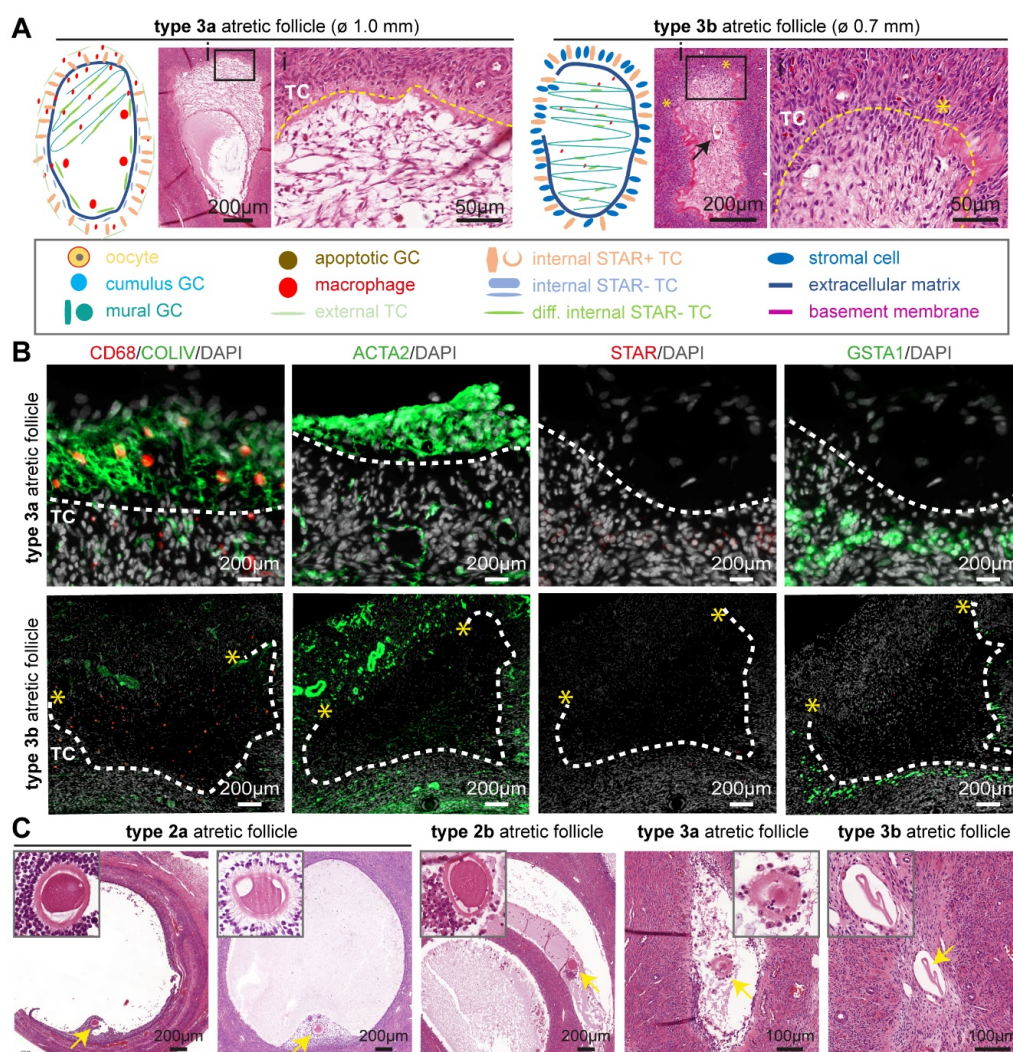 A
type 3a atretic follicle (ø 1.0 mm)
type 3b atretic follicle (ø 0.7 mm)
i
i
TC
200µm
50µm
i
*
*
i
TC
*
200µm
50µm
oocyte
cumulus GC
mural GC
apoptotic GC
macrophage
external TC
internal STAR+ TC
internal STAR- TC
diff. internal STAR- TC
stromal cell
extracellular matrix
basement membrane
B
CD68/COLIV/DAPI
ACTA2/DAPI
STAR/DAPI
GSTA1/DAPI
type 3a atretic follicle
TC
200µm
200µm
200µm
200µm
type 3b atretic follicle
*
*
TC
200µm
*
*
200µm
*
*
200µm
*
*
200µm
C
type 2a atretic follicle
type 2b atretic follicle
type 3a atretic follicle
type 3b atretic follicle
200µm
200µm
200µm
100µm
100µm